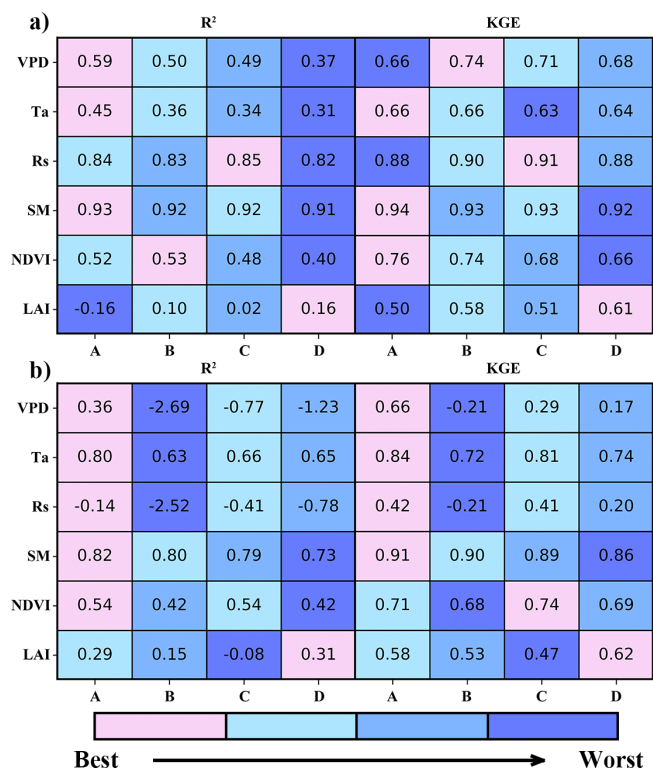 a) R² KGE
VPD 0.59 0.50 0.49 0.37 0.66 0.74 0.71 0.68
Ta 0.45 0.36 0.34 0.31 0.66 0.66 0.63 0.64
Rs 0.84 0.83 0.85 0.82 0.88 0.90 0.91 0.88
SM 0.93 0.92 0.92 0.91 0.94 0.93 0.93 0.92
NDVI 0.52 0.53 0.48 0.40 0.76 0.74 0.68 0.66
LAI -0.16 0.10 0.02 0.16 0.50 0.58 0.51 0.61
A B C D A B C D
b) R² KGE
VPD 0.36 -2.69 -0.77 -1.23 0.66 -0.21 0.29 0.17
Ta 0.80 0.63 0.66 0.65 0.84 0.72 0.81 0.74
Rs -0.14 -2.52 -0.41 -0.78 0.42 -0.21 0.41 0.20
SM 0.82 0.80 0.79 0.73 0.91 0.90 0.89 0.86
NDVI 0.54 0.42 0.54 0.42 0.71 0.68 0.74 0.69
LAI 0.29 0.15 -0.08 0.31 0.58 0.53 0.47 0.62
A B C D A B C D
Best Worst